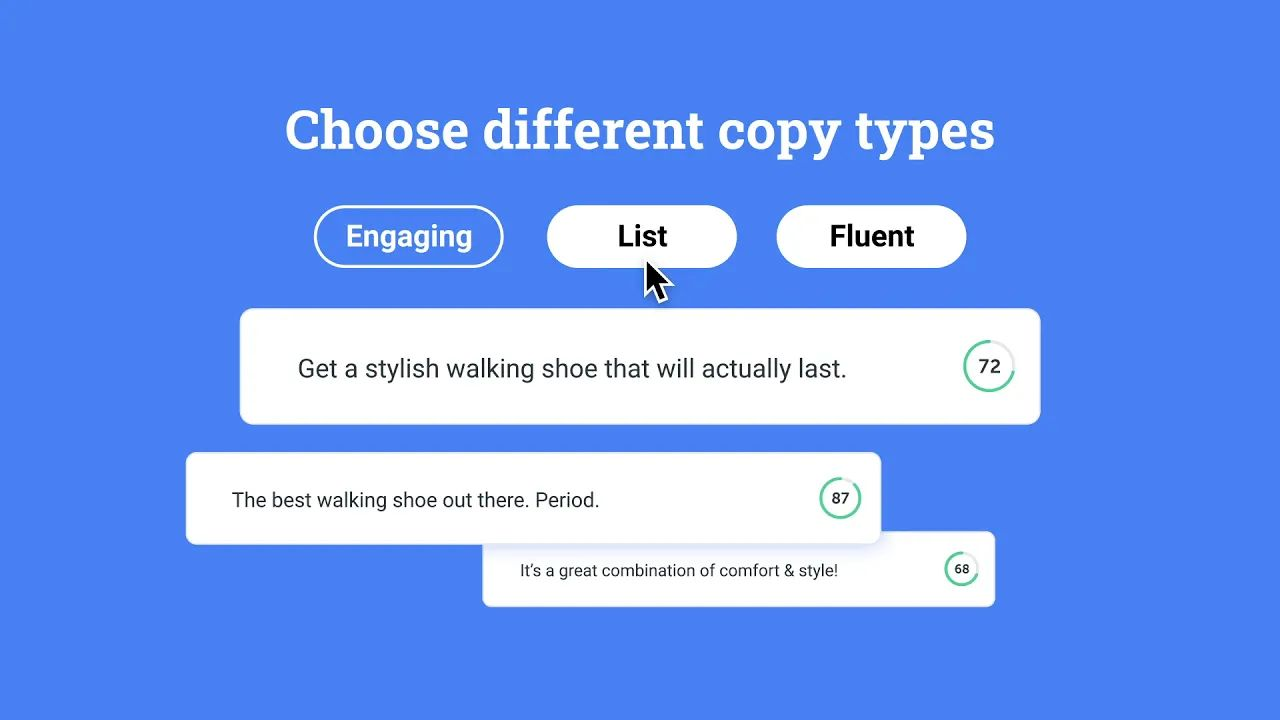 Choose different copy types
Engaging
List
Fluent
Get a stylish walking shoe that will actually last.
72
The best walking shoe out there. Period.
87
It’s a great combination of comfort & style!
68